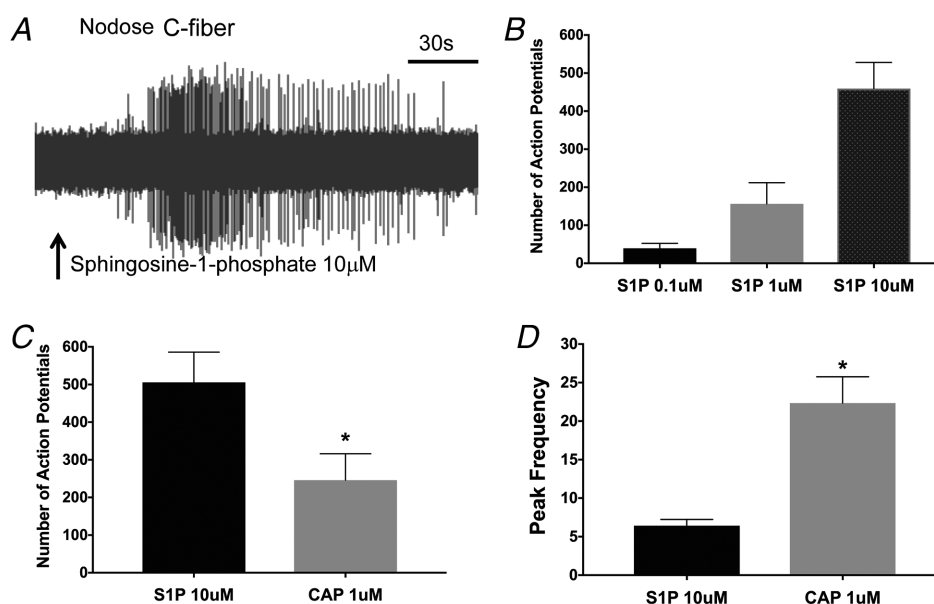 A
Nodose C-fiber
30s
Sphingosine-1-phosphate 10µM
B
Number of Action Potentials
600
500
400
300
200
100
0
S1P 0.1uM S1P 1uM S1P 10uM
C
Number of Action Potentials
600
500
400
300
200
100
0
*
S1P 10uM CAP 1uM
D
Peak Frequency
30
25
20
15
10
5
0
*
S1P 10uM CAP 1uM